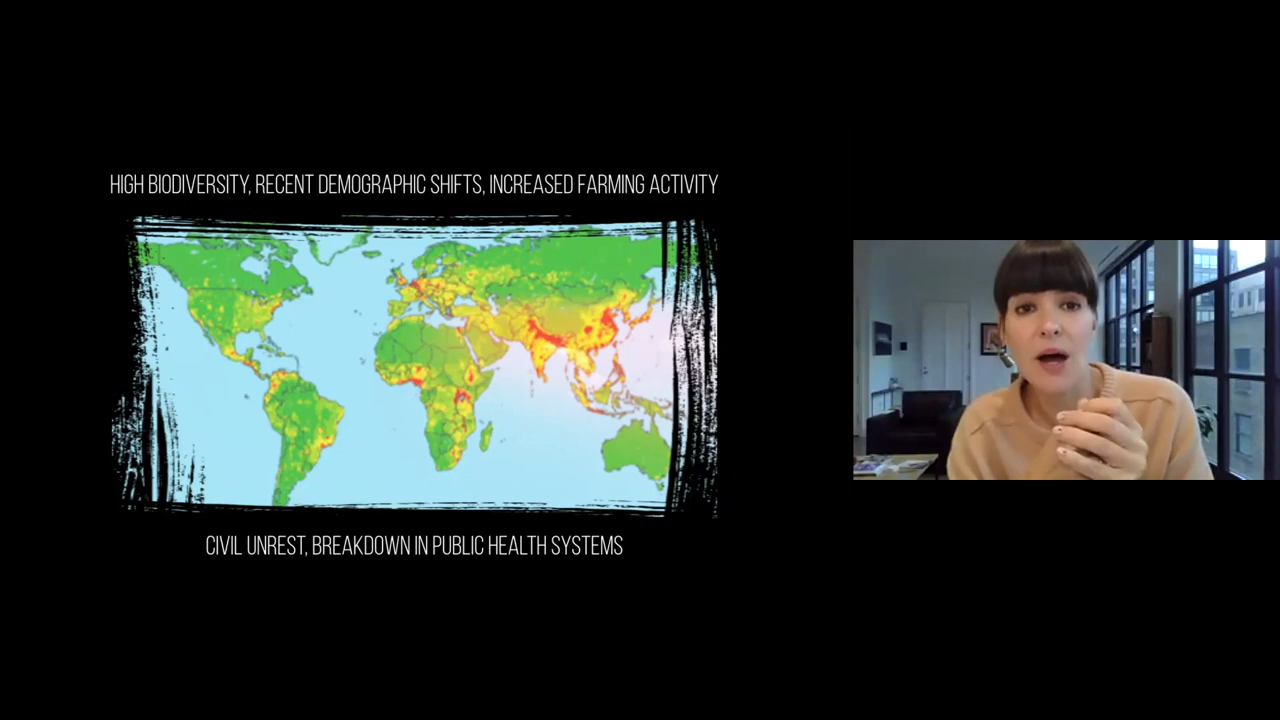 HIGH BIODIVERSITY, RECENT DEMOGRAPHIC SHIFTS, INCREASED FARMING ACTIVITY
CIVIL UNREST, BREAKDOWN IN PUBLIC HEALTH SYSTEMS